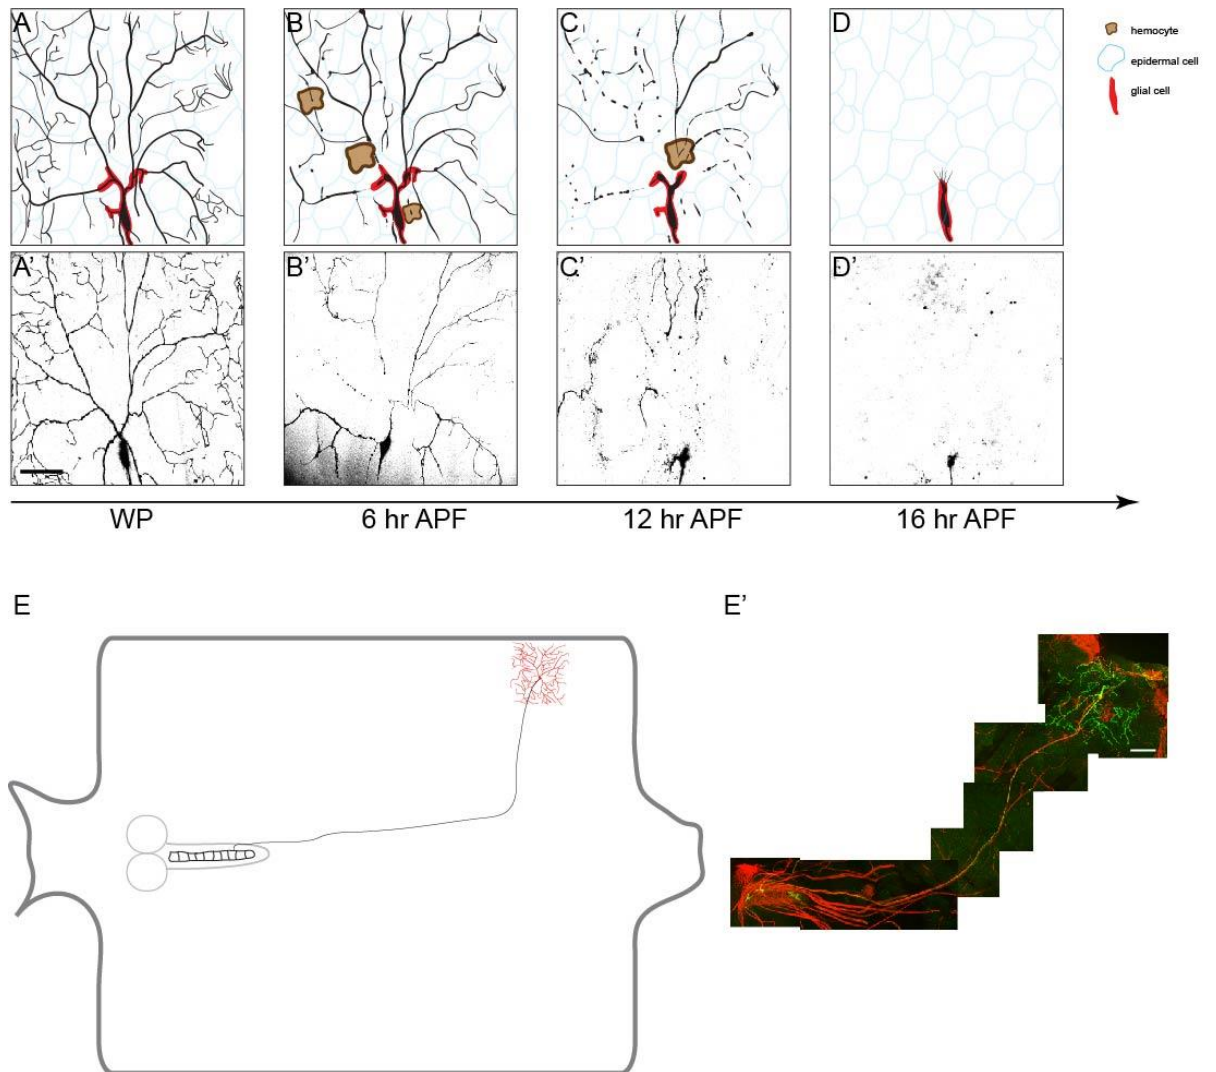 A
B
C
D
hemocyte
epidermal cell
glial cell
A'
B'
C'
D'
WP
6 hr APF
12 hr APF
16 hr APF
E
E'